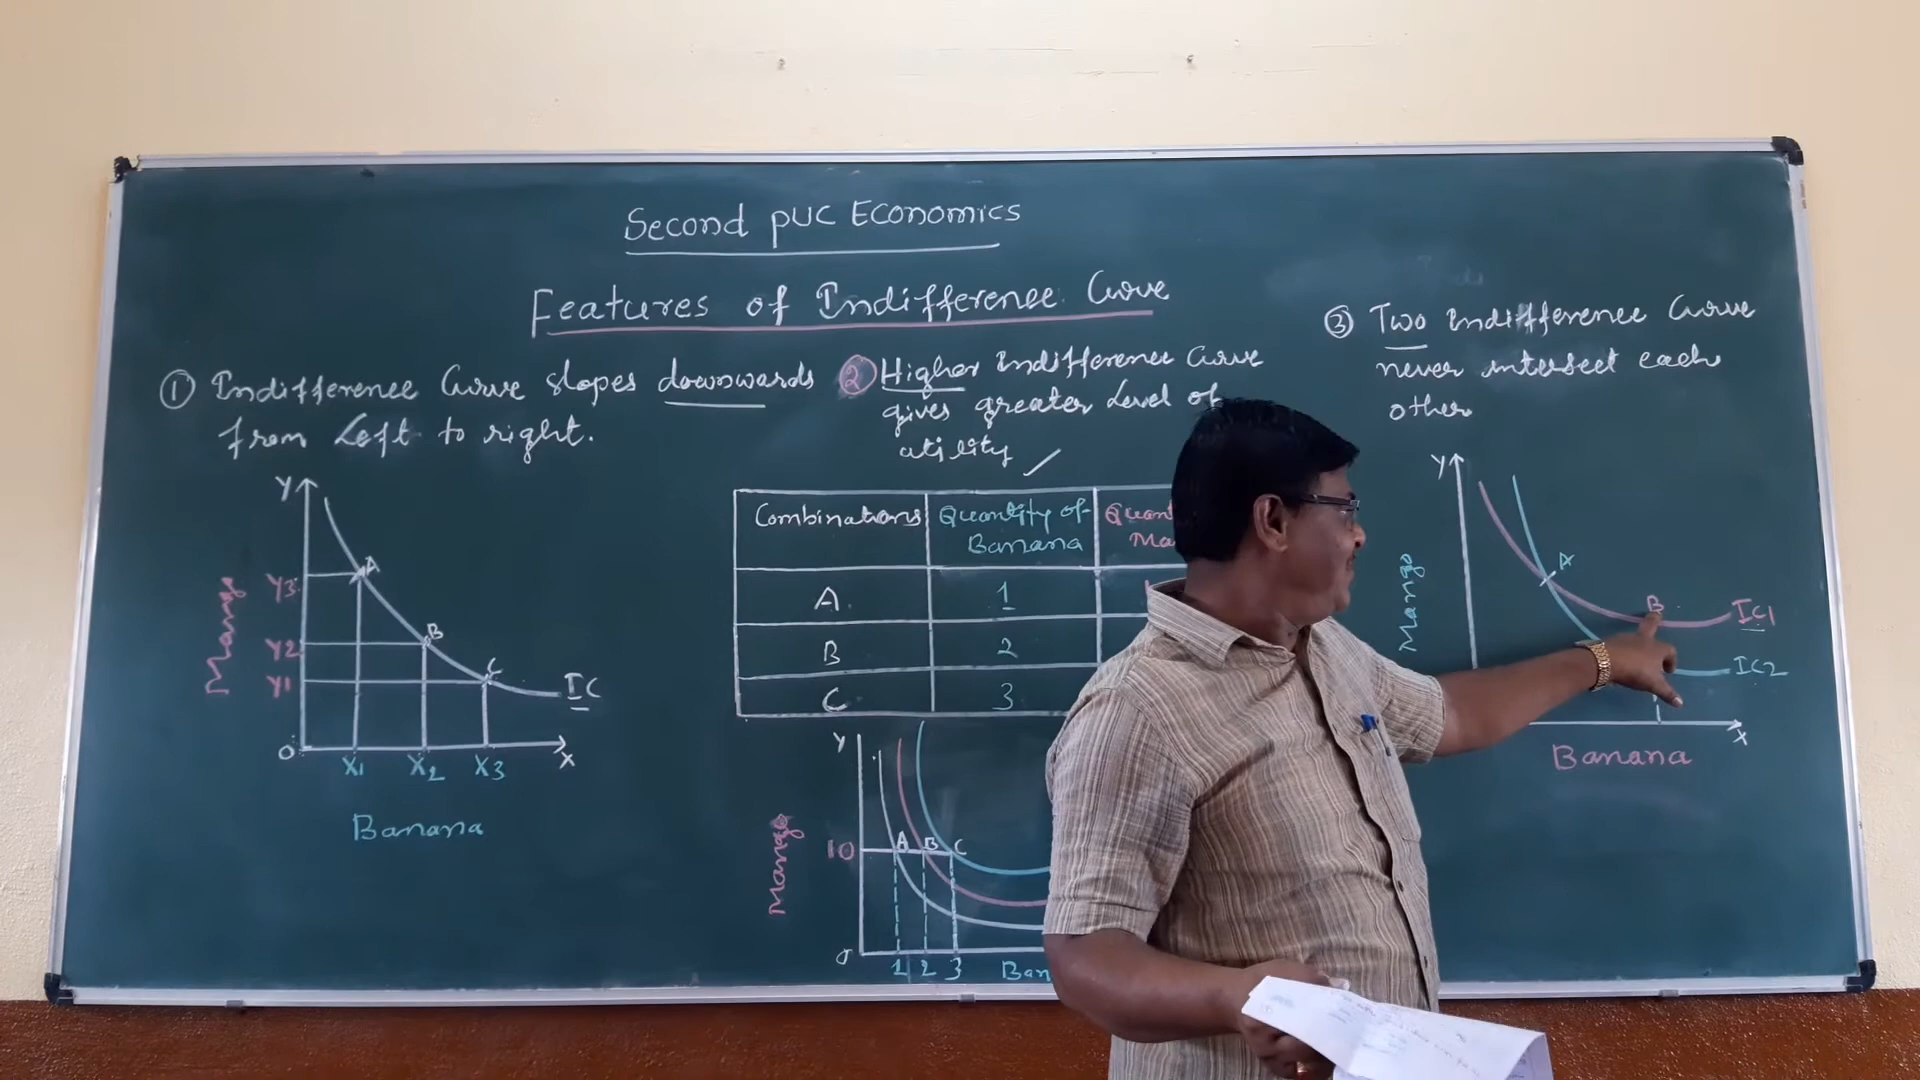 Second PUC Economics
Features of Indifference Curve
① Indifference Curve slopes downwards
from Left to right.
Y
A
Y3
B
Y2
C
Y1
IC
Mango
O
X1 X2 X3 X
Banana
② Higher Indifference Curve
gives greater Level of
utility
Combinations Quantity of Banana
A 1
B 2
C 3
Y
Mango
10 A B C
O
1 2 3 Ban
③ Two Indifference Curve
never intersect each
other
Y
A
B
IC1
Mango
IC2
X
Banana